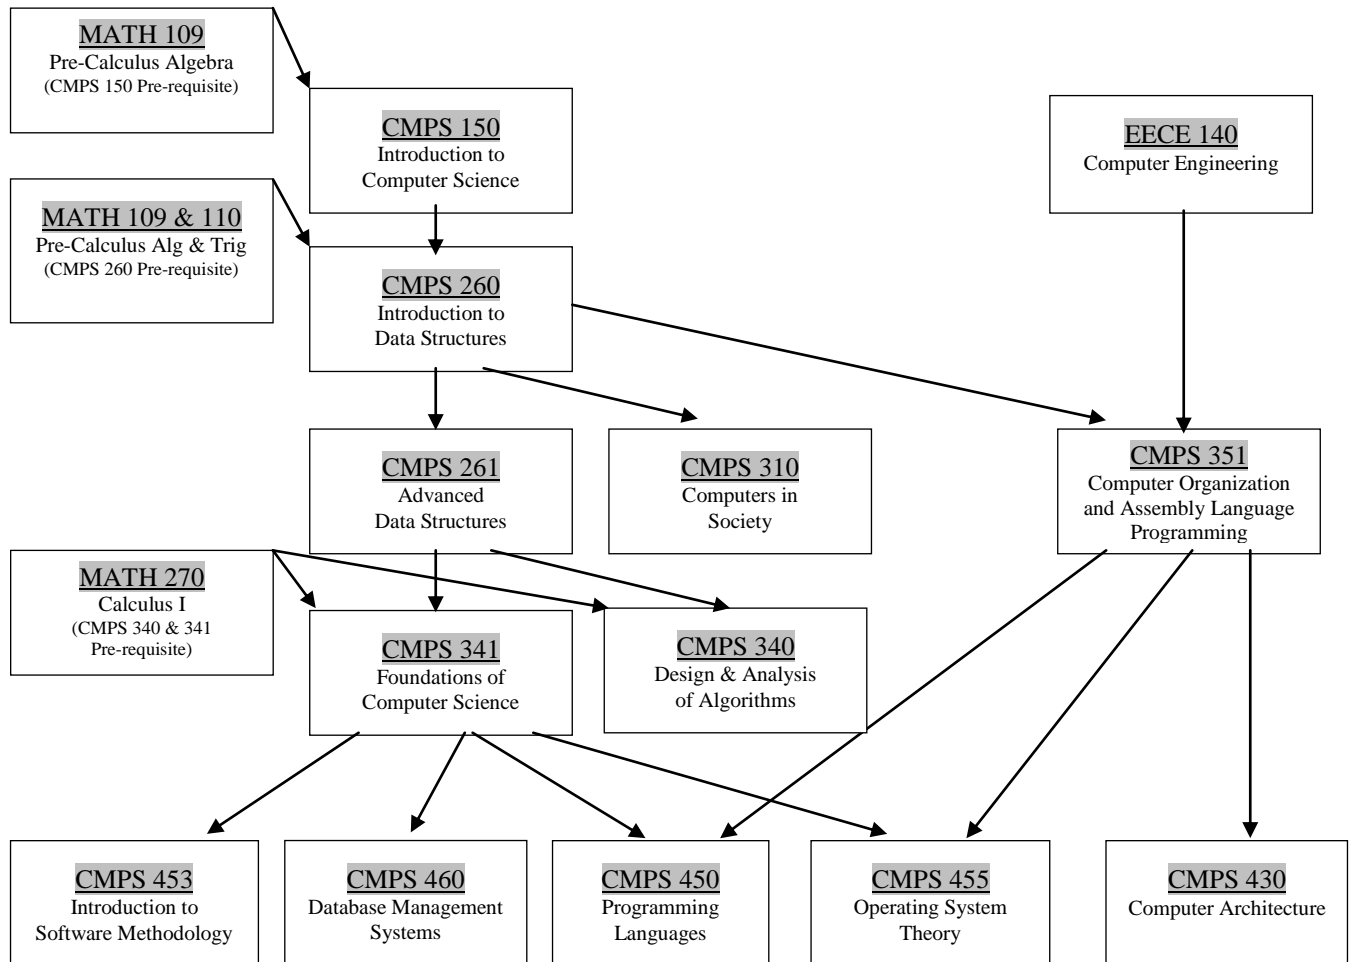 MATH 109
Pre-Calculus Algebra
(CMPS 150 Pre-requisite)
CMPS 150
Introduction to
Computer Science
EECE 140
Computer Engineering
MATH 109 & 110
Pre-Calculus Alg & Trig
(CMPS 260 Pre-requisite)
CMPS 260
Introduction to
Data Structures
CMPS 261
Advanced
Data Structures
CMPS 310
Computers in
Society
CMPS 351
Computer Organization
and Assembly Language
Programming
MATH 270
Calculus I
(CMPS 340 & 341
Pre-requisite)
CMPS 341
Foundations of
Computer Science
CMPS 340
Design & Analysis
of Algorithms
CMPS 453
Introduction to
Software Methodology
CMPS 460
Database Management
Systems
CMPS 450
Programming
Languages
CMPS 455
Operating System
Theory
CMPS 430
Computer Architecture